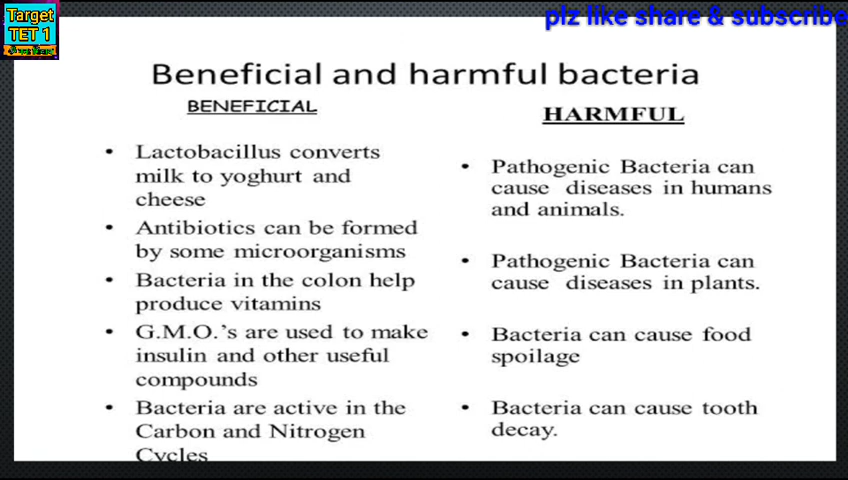 Target
TET 1
plz like share & subscribe
Beneficial and harmful bacteria
BENEFICIAL
• Lactobacillus converts
milk to yoghurt and
cheese
• Antibiotics can be formed
by some microorganisms
• Bacteria in the colon help
produce vitamins
• G.M.O.'s are used to make
insulin and other useful
compounds
• Bacteria are active in the
Carbon and Nitrogen
Cycles
HARMFUL
• Pathogenic Bacteria can
cause diseases in humans
and animals.
• Pathogenic Bacteria can
cause diseases in plants.
• Bacteria can cause food
spoilage
• Bacteria can cause tooth
decay.